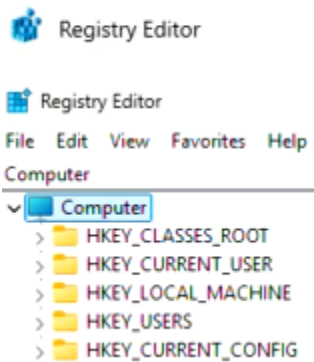 Registry Editor
Registry Editor
File Edit View Favorites Help
Computer
Computer
HKEY_CLASSES_ROOT
HKEY_CURRENT_USER
HKEY_LOCAL_MACHINE
HKEY_USERS
HKEY_CURRENT_CONFIG